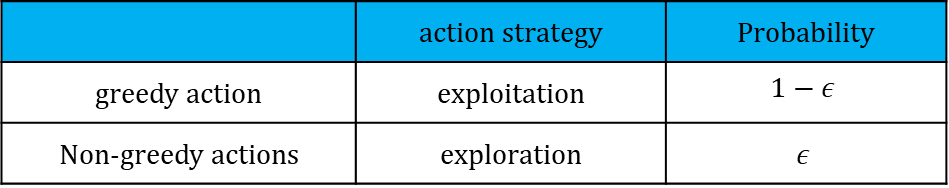 action strategy Probability
greedy action exploitation 1 − ϵ
Non-greedy actions exploration ϵ